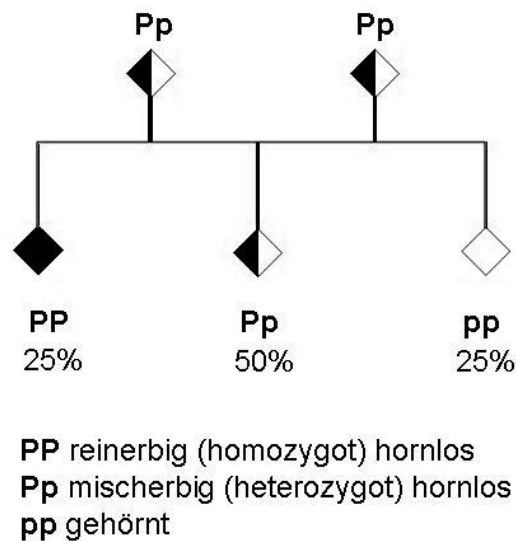 Pp Pp
PP Pp pp
25% 50% 25%
PP reinerbig (homozygot) hornlos
Pp mischerbig (heterozygot) hornlos
pp gehörnt